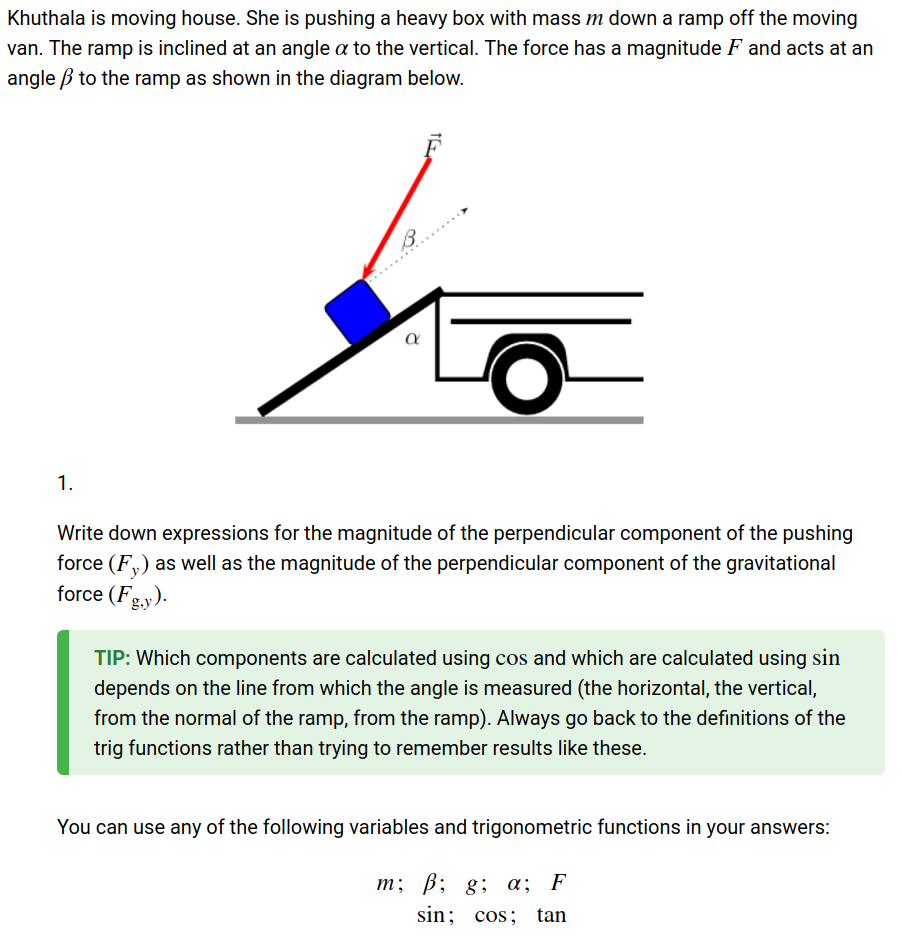 Khuthala is moving house. She is pushing a heavy box with mass m down a ramp off the moving
van. The ramp is inclined at an angle α to the vertical. The force has a magnitude F and acts at an
angle β to the ramp as shown in the diagram below.
F⃗
β
α
1.
Write down expressions for the magnitude of the perpendicular component of the pushing
force (F_y) as well as the magnitude of the perpendicular component of the gravitational
force (F_{g,y}).
TIP: Which components are calculated using cos and which are calculated using sin
depends on the line from which the angle is measured (the horizontal, the vertical,
from the normal of the ramp, from the ramp). Always go back to the definitions of the
trig functions rather than trying to remember results like these.
You can use any of the following variables and trigonometric functions in your answers:
m; β; g; α; F
sin; cos; tan